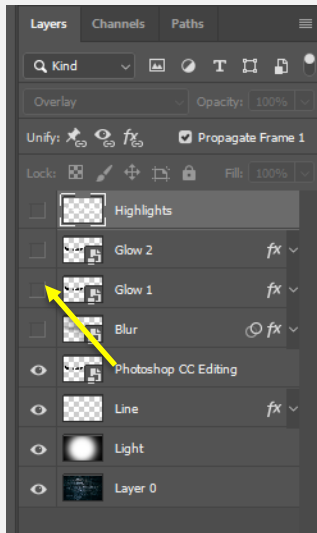 Layers Channels Paths
Kind T
Overlay Opacity: 100%
Unify: fx Propagate Frame 1
Lock: Fill: 100%
Highlights
Glow 2 fx
Glow 1 fx
Blur fx
Photoshop CC Editing
Line fx
Light
Layer 0